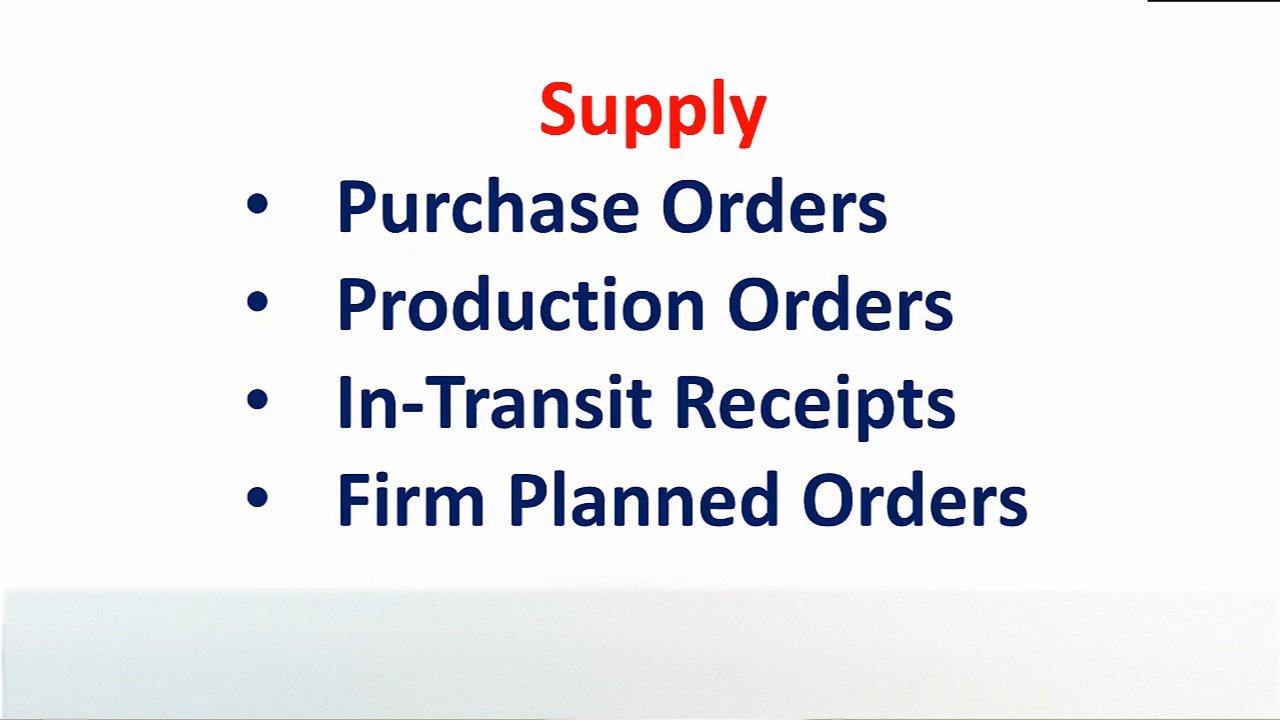 Supply
• Purchase Orders
• Production Orders
• In-Transit Receipts
• Firm Planned Orders